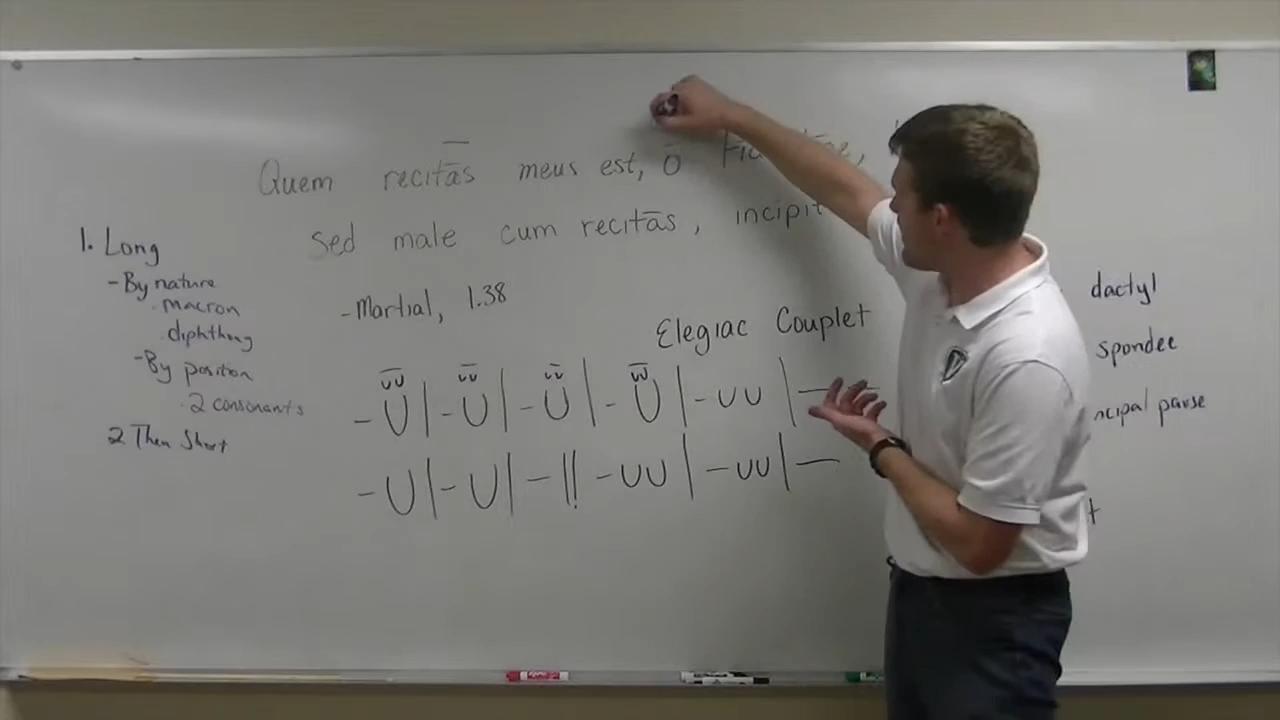 Quem recitās meus est, ō
sed male cum recitās, incipit
1. Long
- By nature
. macron
. diphthong
- By position
. 2 consonants
2 Then Short
- Martial, 1.38
Elegiac Couplet
dactyl
spondee
ncipal pause
t